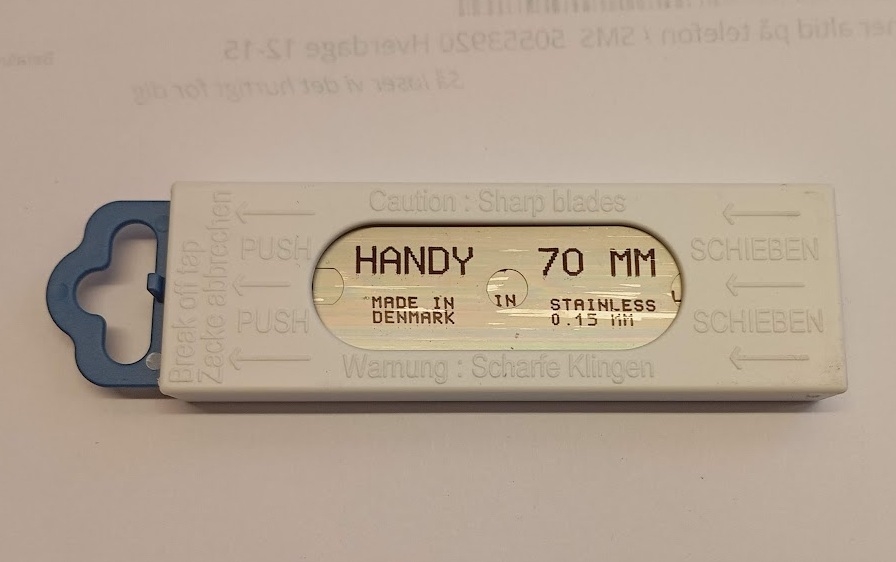 ner altid på telefon / SMS 50553920 Hverdage 12-15
Så løser vi det hurtigt for dig
Caution : Sharp blades
Break off tap
Zacke abbrechen
PUSH
PUSH
HANDY 70 MM
MADE IN
DENMARK
IN
STAINLESS
0.15 MM
SCHIEBEN
SCHIEBEN
Warnung : Scharfe Klingen